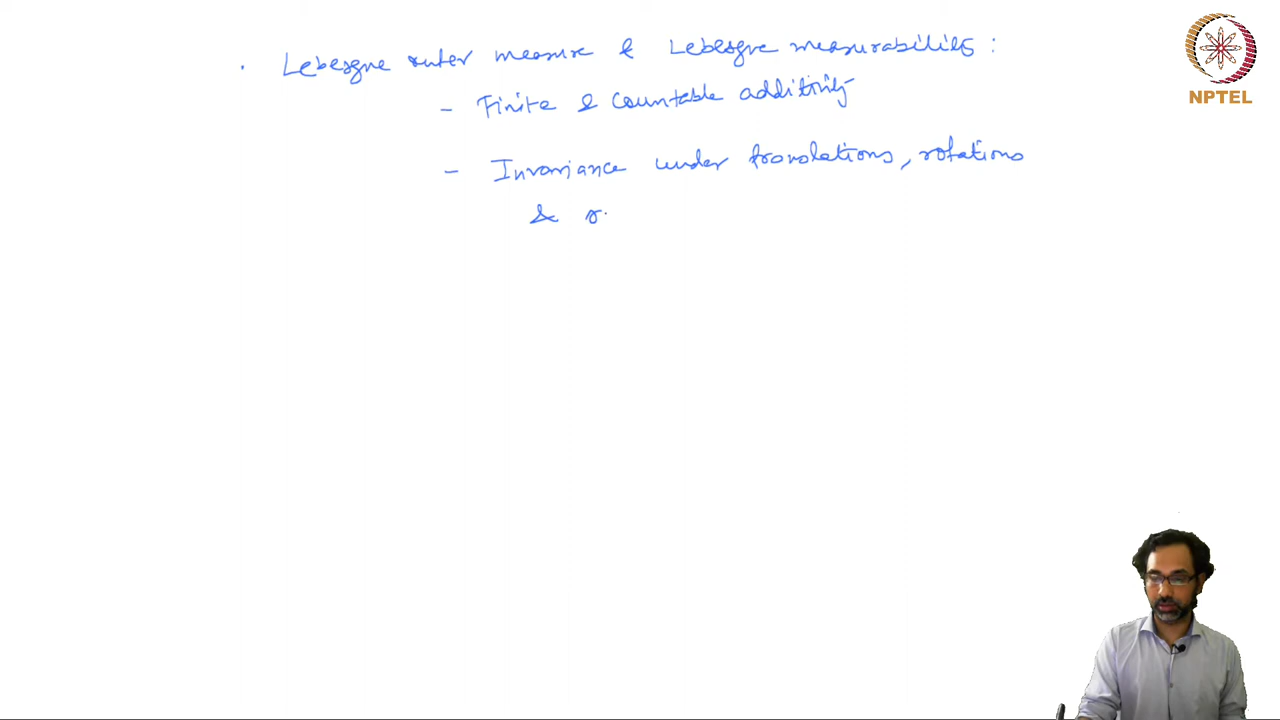 · Lebesgue outer measure & Lebesgue measurability :
- Finite & Countable additivity
- Invariance under translations, rotations
& r
NPTEL